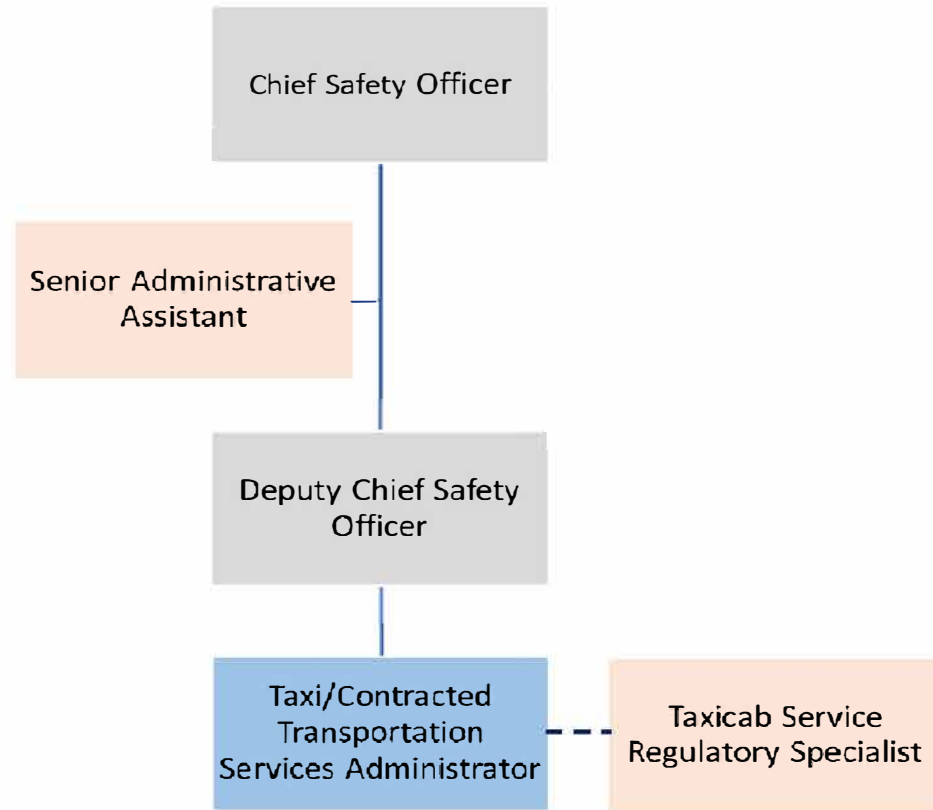 Chief Safety Officer
Senior Administrative
Assistant
Deputy Chief Safety
Officer
Taxi/Contracted
Transportation
Services Administrator
Taxicab Service
Regulatory Specialist